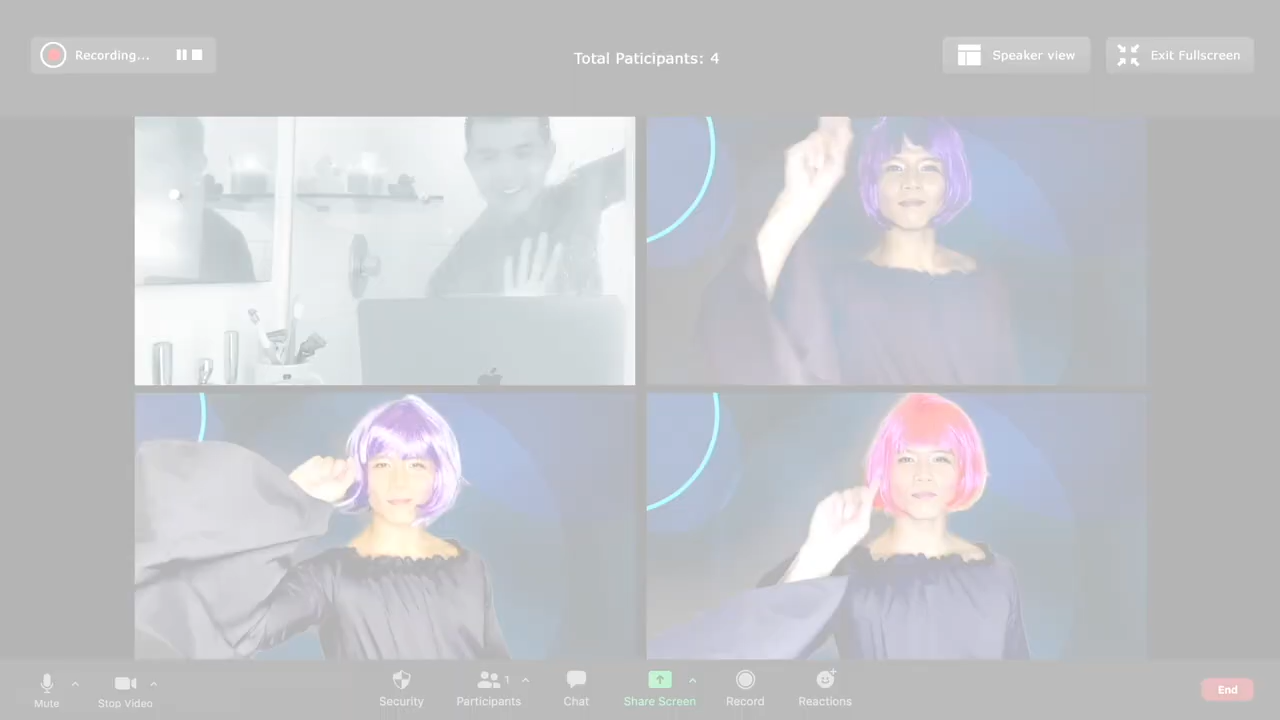 Recording...
Total Paticipants: 4
Speaker view
Exit Fullscreen
Mute
Stop Video
Security
Participants
1
Chat
Share Screen
Record
Reactions
End